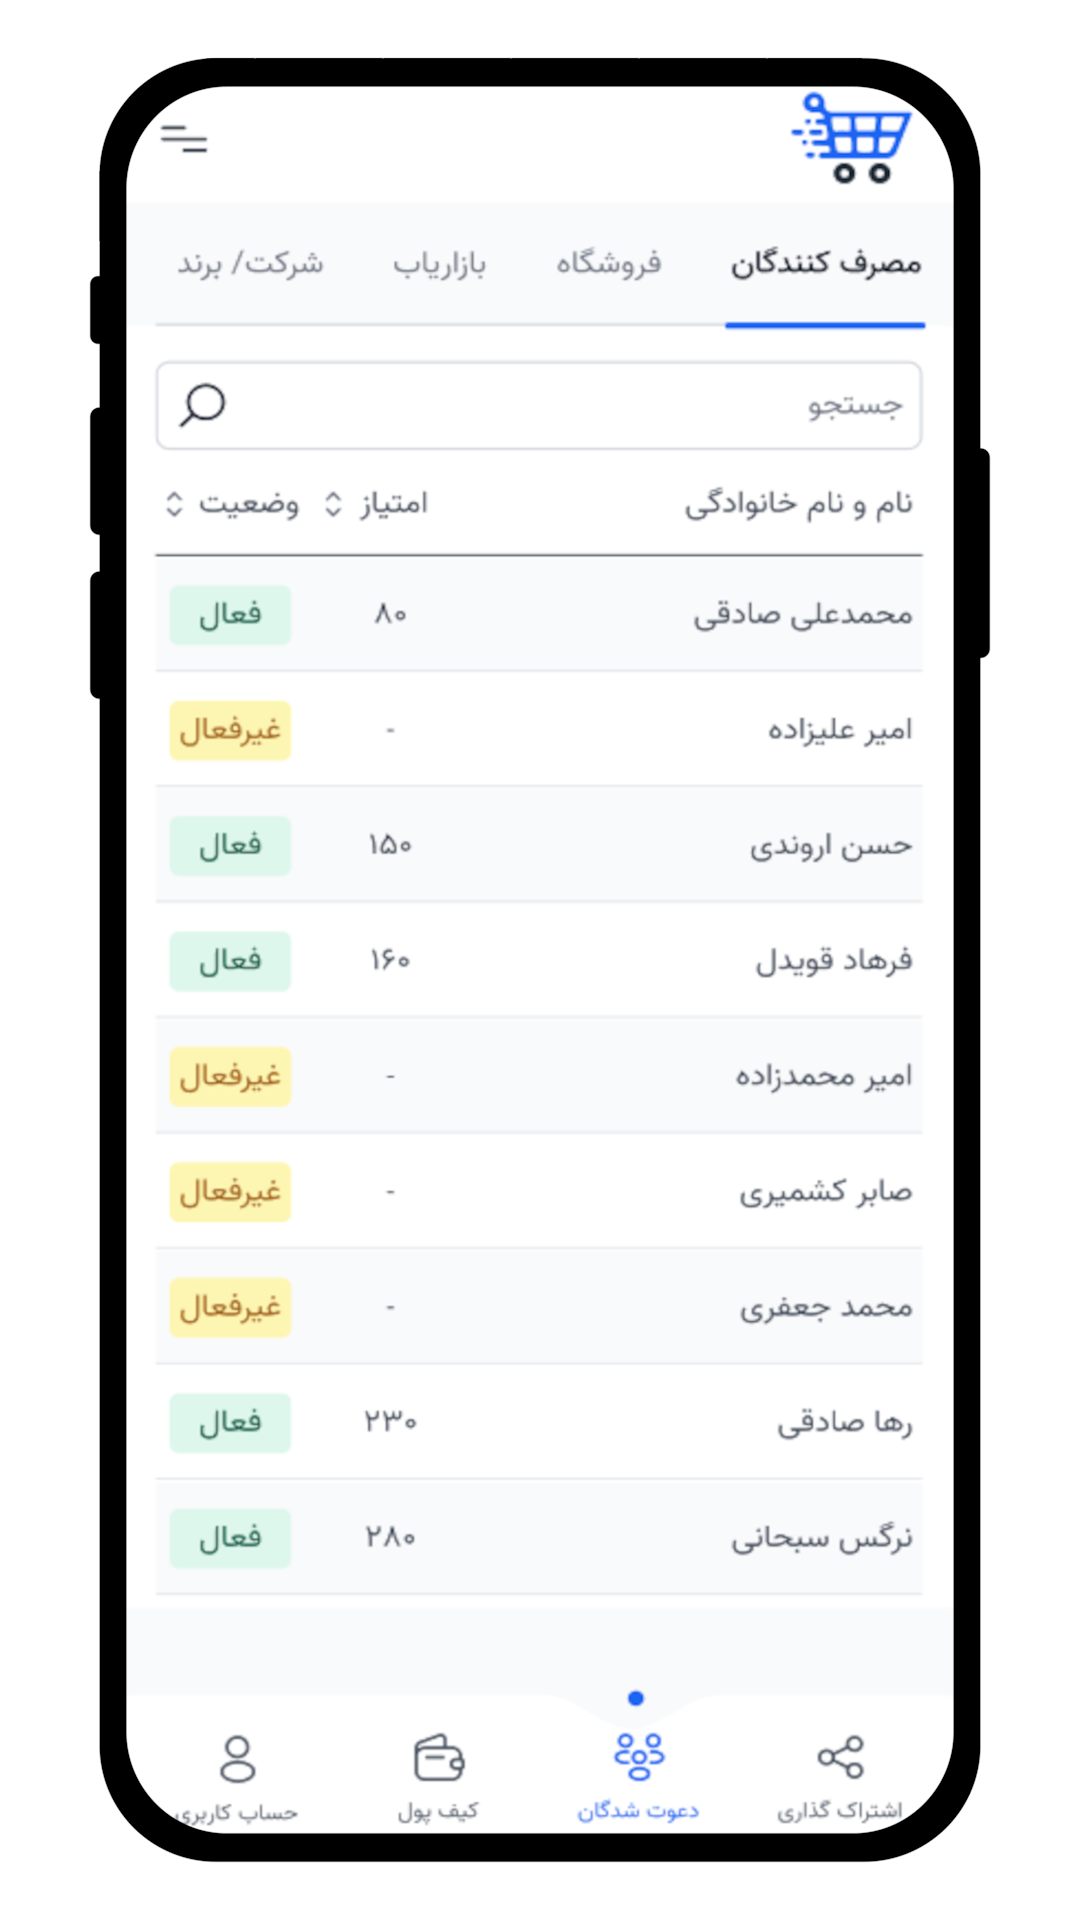 مصرف کنندگان فروشگاه بازاریاب شرکت/ برند
جستجو
نام و نام خانوادگی امتیاز وضعیت
محمدعلی صادقی ۸۰ فعال
امیر علیزاده - غیرفعال
حسن اروندی ۱۵۰ فعال
فرهاد قویدل ۱۶۰ فعال
امیر محمدزاده - غیرفعال
صابر کشمیری - غیرفعال
محمد جعفری - غیرفعال
رها صادقی ۲۳۰ فعال
نرگس سبحانی ۲۸۰ فعال
اشتراک گذاری دعوت شدگان کیف پول حساب کاربری